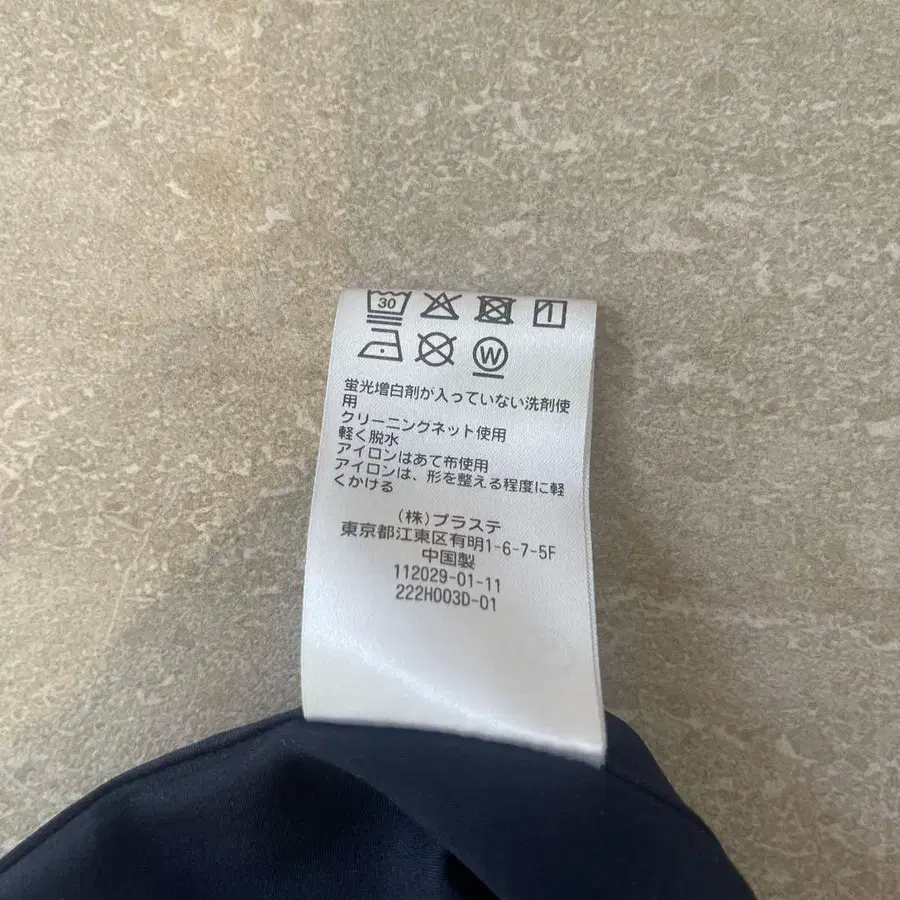 30
W
蛍光増白剤が入っていない洗剤使
用
クリーニングネット使用
軽く脱水
アイロンはあて布使用
アイロンは、形を整える程度に軽
くかける
(株)プラステ
東京都江東区有明1-6-7-5F
中国製
112029-01-11
222H003D-01